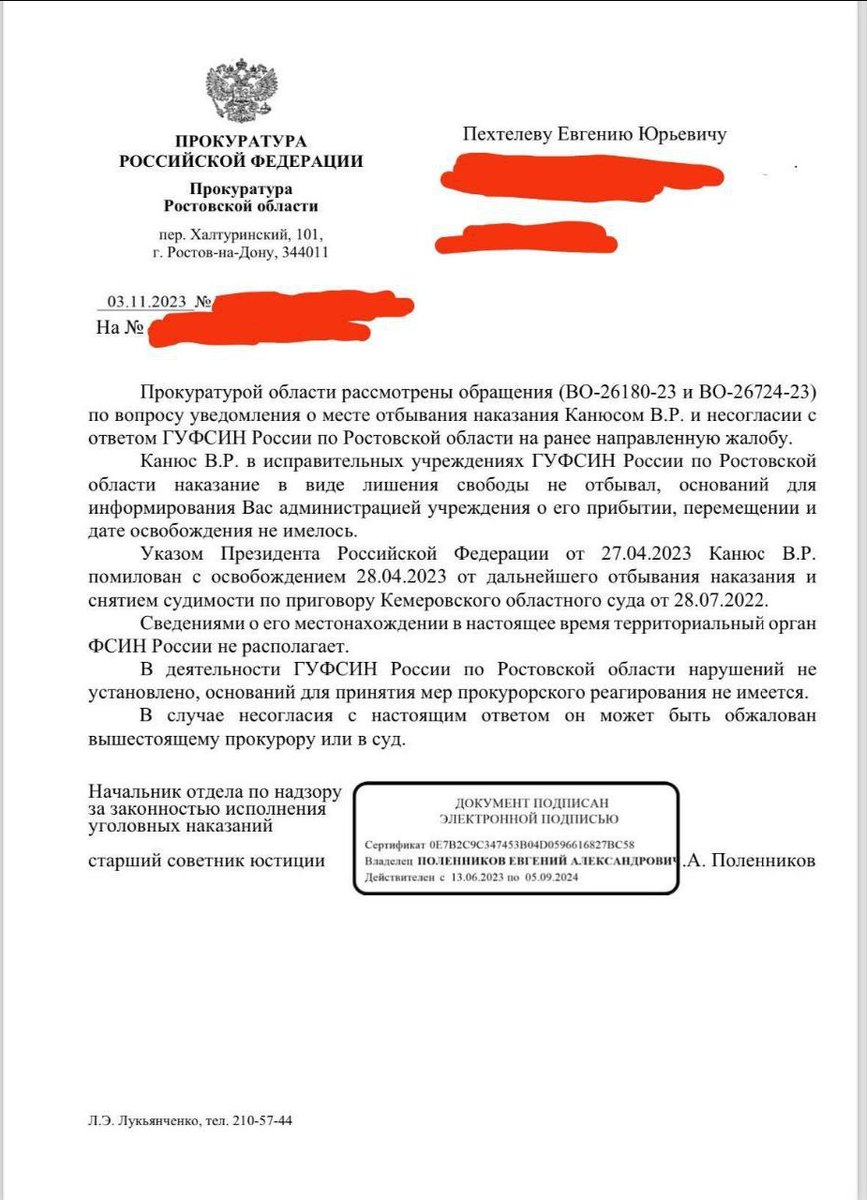 ПРОКУРАТУРА
РОССИЙСКОЙ ФЕДЕРАЦИИ
Прокуратура
Ростовской области
пер. Халтуринский, 101,
г. Ростов-на-Дону, 344011
03.11.2023 №
На №
Пехтелеву Евгению Юрьевичу
Прокуратурой области рассмотрены обращения (ВО-26180-23 и ВО-26724-23)
по вопросу уведомления о месте отбывания наказания Канюсом В.Р. и несогласии с
ответом ГУФСИН России по Ростовской области на ранее направленную жалобу.
Канюс В.Р. в исправительных учреждениях ГУФСИН России по Ростовской
области наказание в виде лишения свободы не отбывал, оснований для
информирования Вас администрацией учреждения о его прибытии, перемещении и
дате освобождения не имелось.
Указом Президента Российской Федерации от 27.04.2023 Канюс В.Р.
помилован с освобождением 28.04.2023 от дальнейшего отбывания наказания и
снятием судимости по приговору Кемеровского областного суда от 28.07.2022.
Сведениями о его местонахождении в настоящее время территориальный орган
ФСИН России не располагает.
В деятельности ГУФСИН России по Ростовской области нарушений не
установлено, оснований для принятия мер прокурорского реагирования не имеется.
В случае несогласия с настоящим ответом он может быть обжалован
вышестоящему прокурору или в суд.
Начальник отдела по надзору
за законностью исполнения
уголовных наказаний
старший советник юстиции
ДОКУМЕНТ ПОДПИСАН
ЭЛЕКТРОННОЙ ПОДПИСЬЮ
Сертификат 0E7B2C9C347453B04D0596616827BC58
Владелец ПОЛЕННИКОВ ЕВГЕНИЙ АЛЕКСАНДРОВИЧ
Действителен с 13.06.2023 по 05.09.2024
.А. Поленников
Л.Э. Лукьянченко, тел. 210-57-44